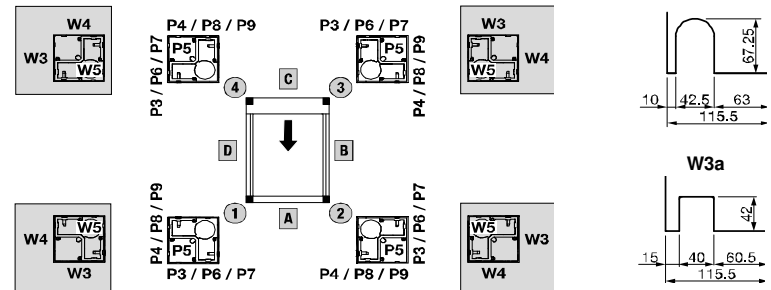 W4
W3
W5
P4 / P8 / P9
P3 / P6 / P7
P5
P3 / P6 / P7
P5
P4 / P8 / P9
W3
W4
W5
67.25
10
42.5
63
115.5
4
C
3
D
B
1
A
2
W3a
42
15
40
60.5
115.5
W4
W5
W3
P4 / P8 / P9
P5
P3 / P6 / P7
P5
P3 / P6 / P7
P4 / P8 / P9
W5
W3
W4